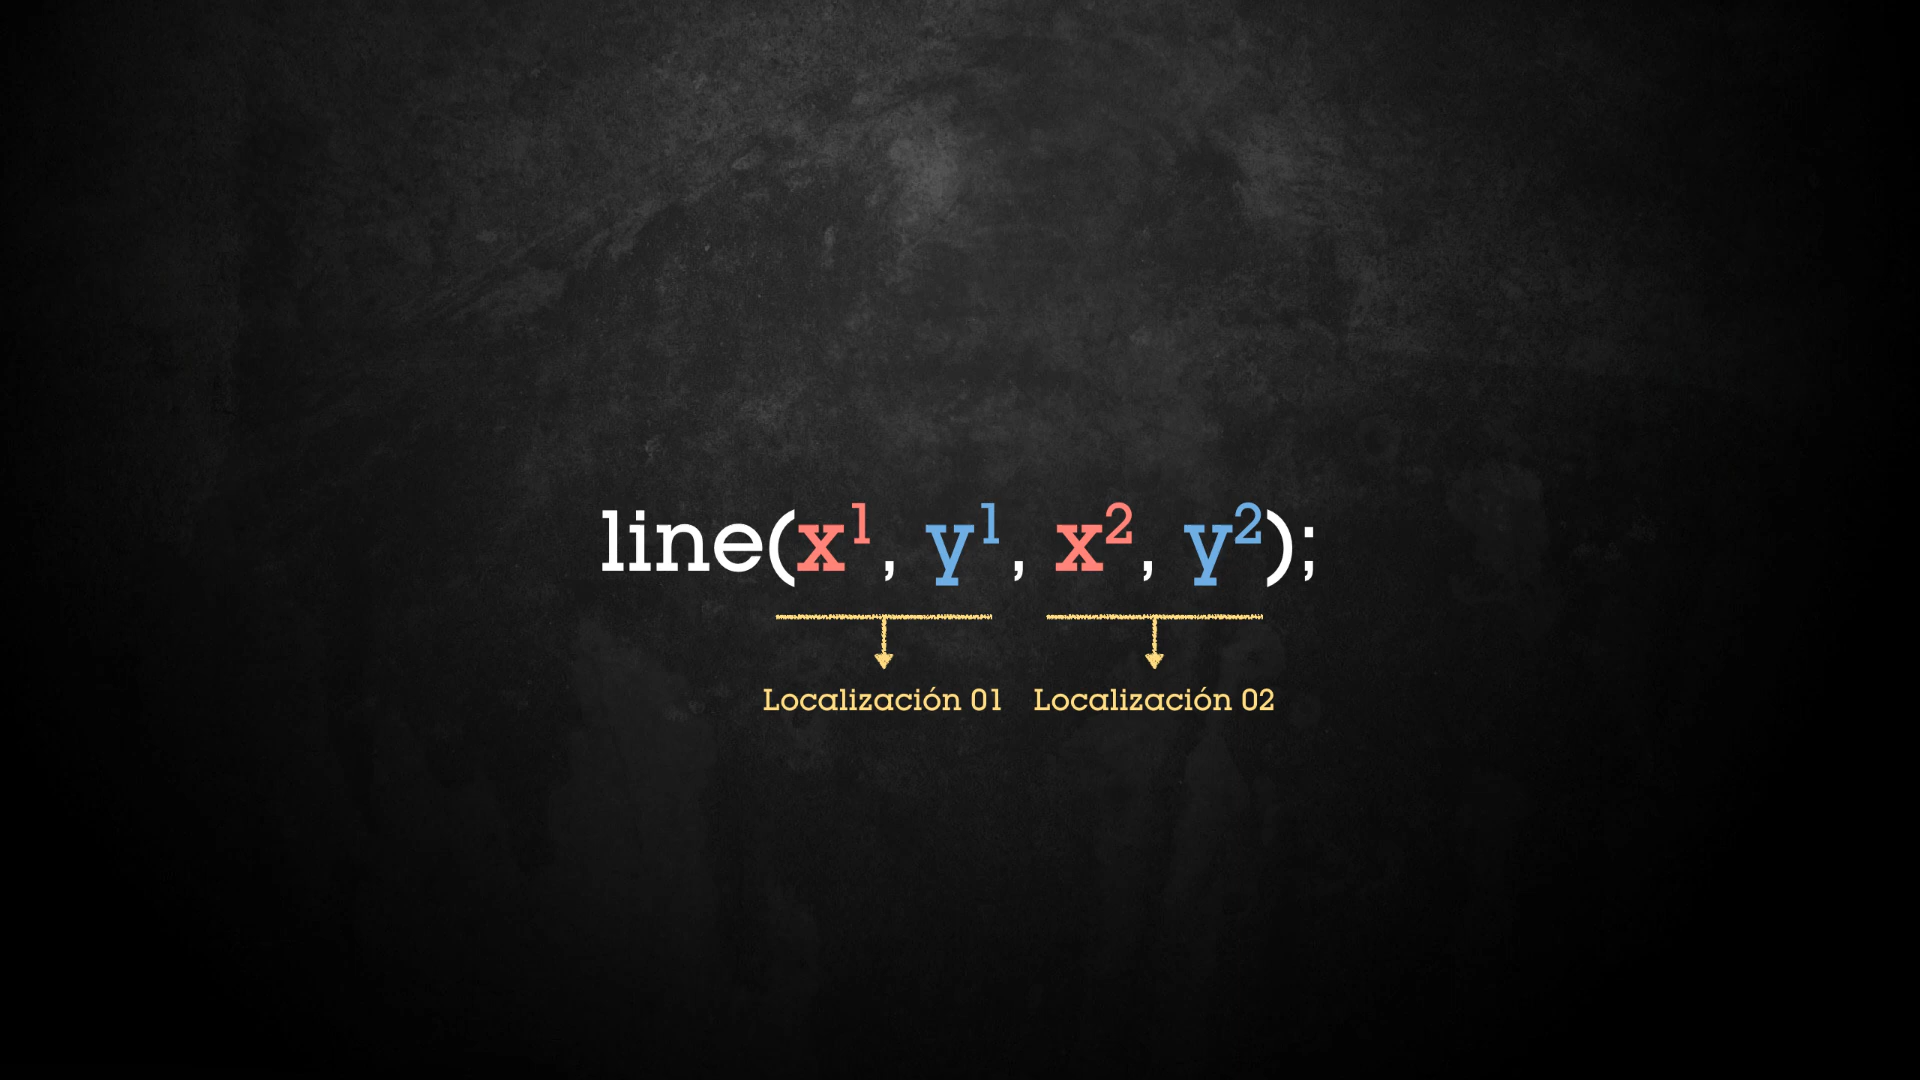 line(x¹, y¹, x², y²);
Localización 01 Localización 02